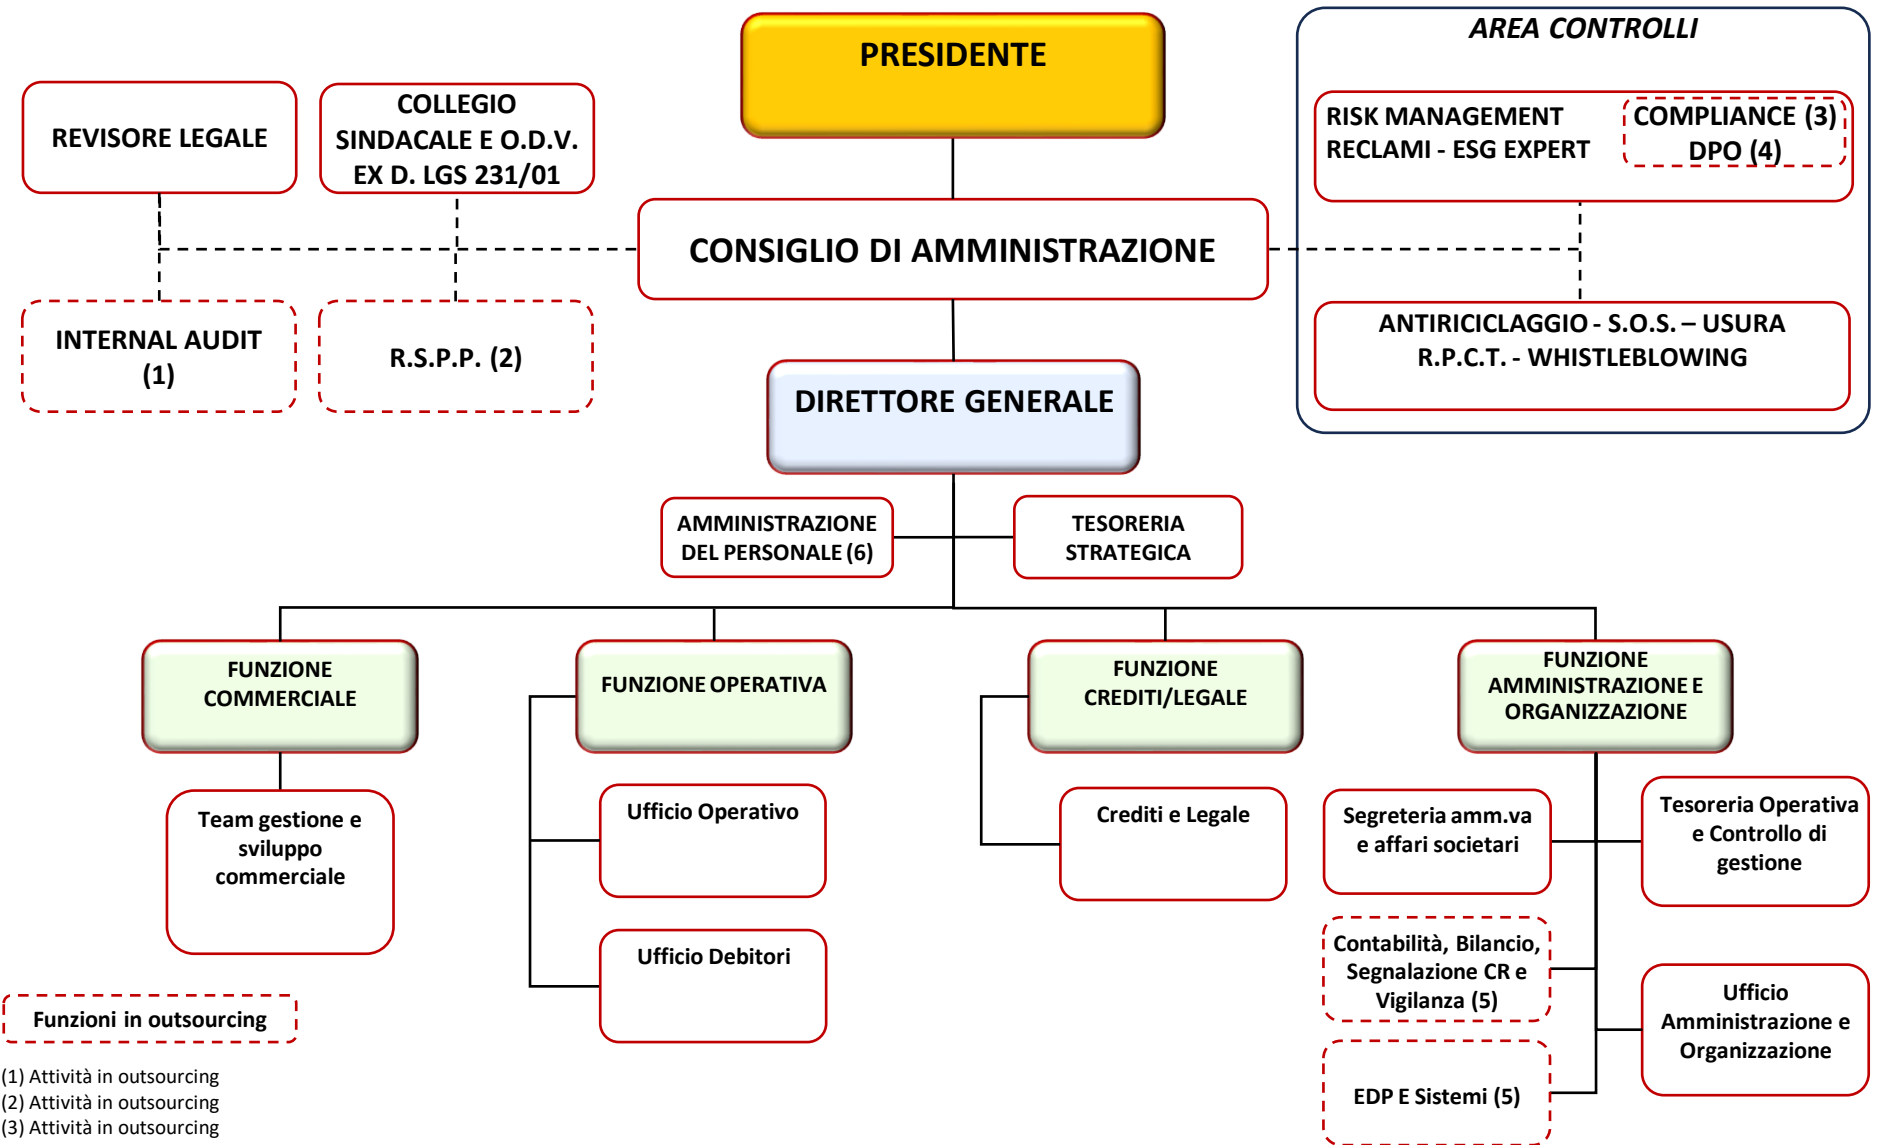 PRESIDENTE
AREA CONTROLLI
REVISORE LEGALE
COLLEGIO
SINDACALE E O.D.V.
EX D. LGS 231/01
RISK MANAGEMENT
RECLAMI - ESG EXPERT
COMPLIANCE (3)
DPO (4)
CONSIGLIO DI AMMINISTRAZIONE
INTERNAL AUDIT
(1)
R.S.P.P. (2)
ANTIRICICLAGGIO - S.O.S. – USURA
R.P.C.T. - WHISTLEBLOWING
DIRETTORE GENERALE
AMMINISTRAZIONE
DEL PERSONALE (6)
TESORERIA
STRATEGICA
FUNZIONE
COMMERCIALE
FUNZIONE OPERATIVA
FUNZIONE
CREDITI/LEGALE
FUNZIONE
AMMINISTRAZIONE E
ORGANIZZAZIONE
Team gestione e
sviluppo
commerciale
Ufficio Operativo
Crediti e Legale
Segreteria amm.va
e affari societari
Tesoreria Operativa
e Controllo di
gestione
Ufficio Debitori
Contabilità, Bilancio,
Segnalazione CR e
Vigilanza (5)
Ufficio
Amministrazione e
Organizzazione
EDP E Sistemi (5)
Funzioni in outsourcing
(1) Attività in outsourcing
(2) Attività in outsourcing
(3) Attività in outsourcing